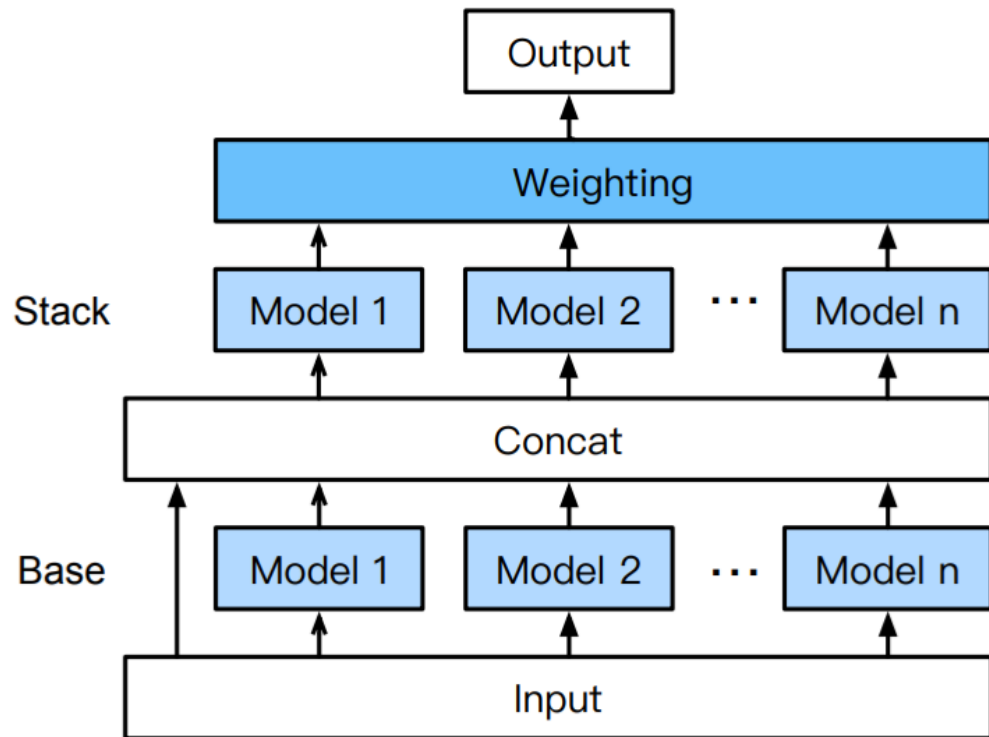 Output
Weighting
Stack
Model 1
Model 2
...
Model n
Concat
Base
Model 1
Model 2
...
Model n
Input